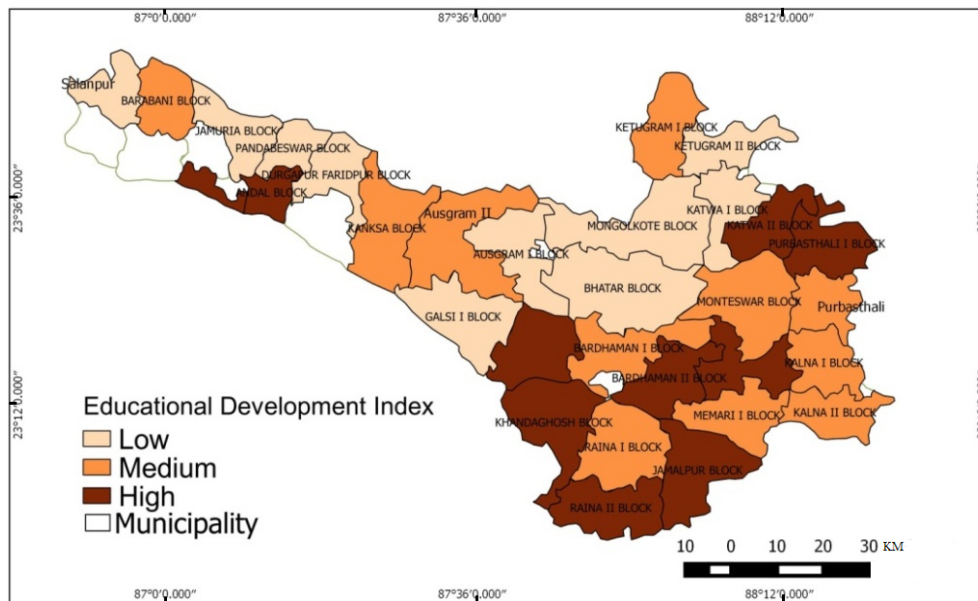 87°0'0.000"
87°36'0.000"
88°12'0.000"
Salanpur
BARABANI BLOCK
JAMURIA BLOCK
PANDABESWAR BLOCK
DURGAPUR FARIDPUR BLOCK
ANDAL BLOCK
KANKSA BLOCK
Ausgram II
AUSGRAM I BLOCK
GALSI I BLOCK
KETUGRAM I BLOCK
KETUGRAM II BLOCK
MONGOLKOTE BLOCK
KATWA I BLOCK
KATWA II BLOCK
PURBASTHALI I BLOCK
BHATAR BLOCK
MONTESWAR BLOCK
Purbasthali
BARDHAMAN I BLOCK
BARDHAMAN II BLOCK
KALNA I BLOCK
KALNA II BLOCK
MEMARI I BLOCK
KHANDAGHOSH BLOCK
RAINA I BLOCK
JAMALPUR BLOCK
RAINA II BLOCK
23°36'0.000"
23°12'0.000"
Educational Development Index
Low
Medium
High
Municipality
10 0 10 20 30 KM
87°0'0.000"
87°36'0.000"
88°12'0.000"